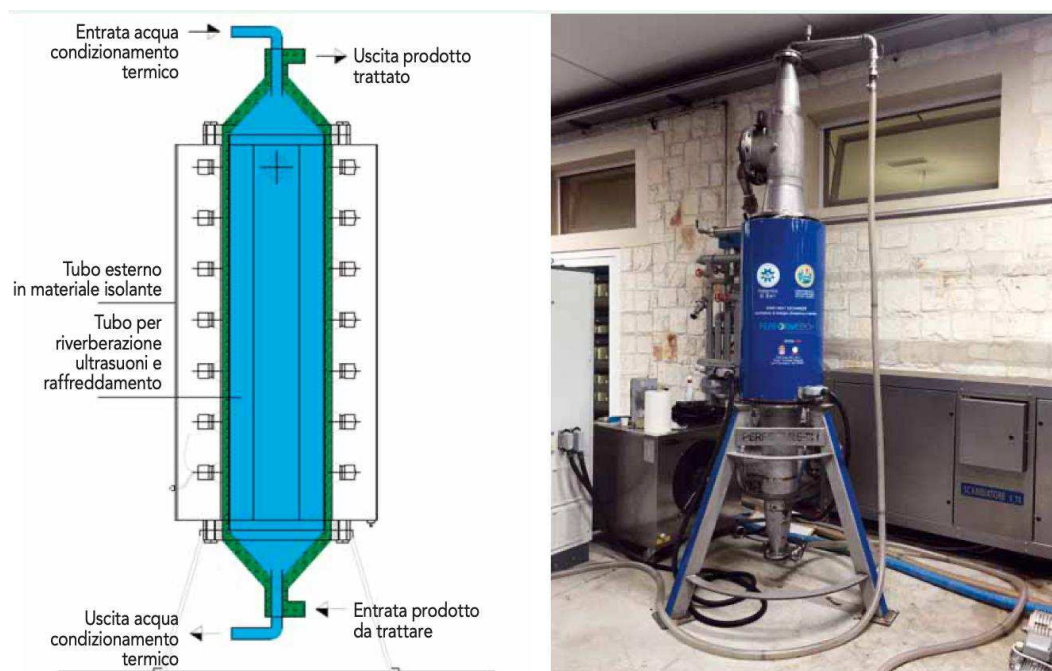 Entrata acqua
condizionamento
termico
Uscita prodotto
trattato
Tubo esterno
in materiale isolante
Tubo per
riverberazione
ultrasuoni e
raffreddamento
Uscita acqua
condizionamento
termico
Entrata prodotto
da trattare
SCAMBIATORE